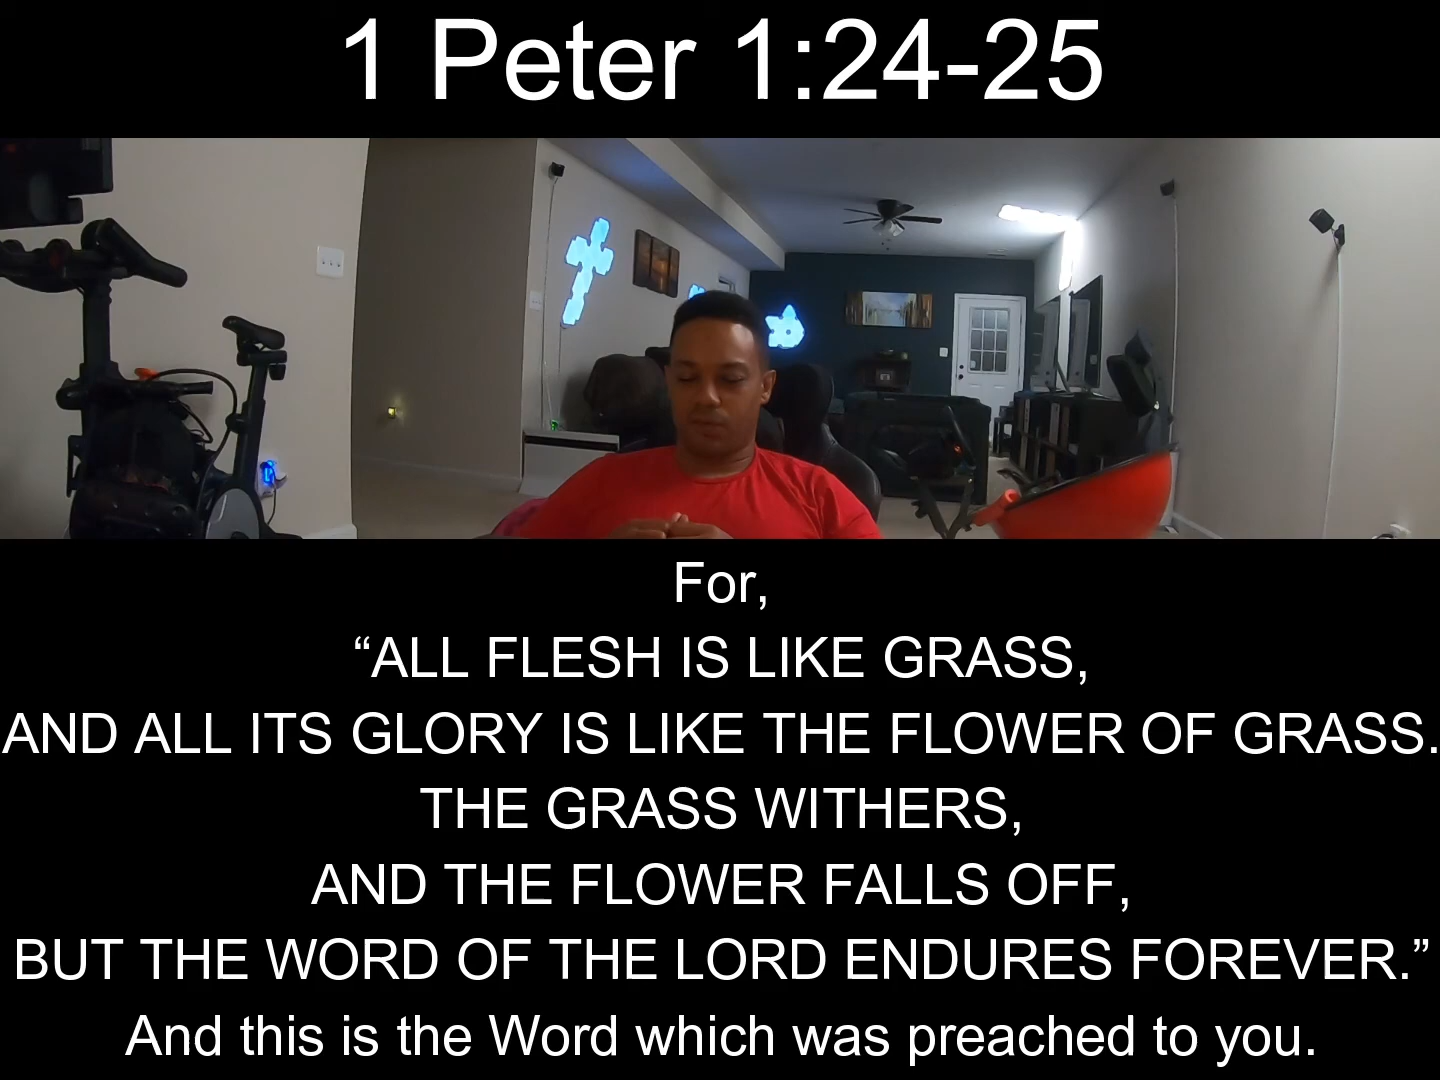 1 Peter 1:24-25
For,
“ALL FLESH IS LIKE GRASS,
AND ALL ITS GLORY IS LIKE THE FLOWER OF GRASS.
THE GRASS WITHERS,
AND THE FLOWER FALLS OFF,
BUT THE WORD OF THE LORD ENDURES FOREVER.”
And this is the Word which was preached to you.